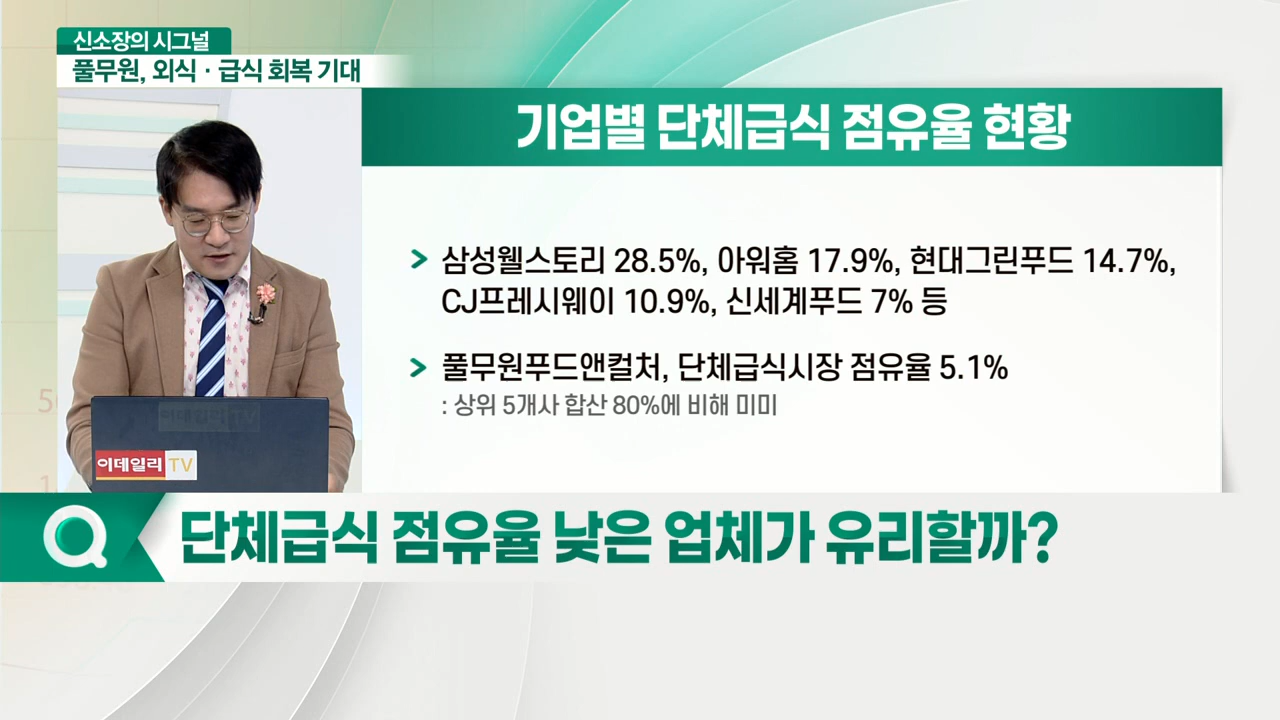 신소장의 시그널
풀무원, 외식·급식 회복 기대
기업별 단체급식 점유율 현황
삼성웰스토리 28.5%, 아워홈 17.9%, 현대그린푸드 14.7%,
CJ프레시웨이 10.9%, 신세계푸드 7% 등
풀무원푸드앤컬처, 단체급식시장 점유율 5.1%
: 상위 5개사 합산 80%에 비해 미미
이데일리TV
이데일리 TV
단체급식 점유율 낮은 업체가 유리할까?